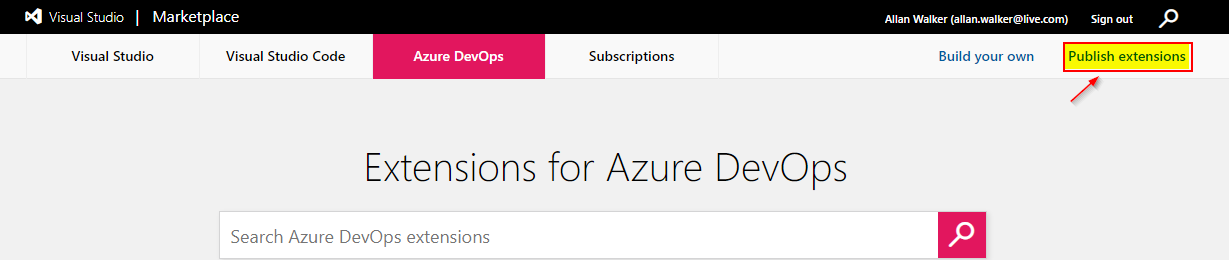 Visual Studio | Marketplace
Allan Walker (allan.walker@live.com) Sign out
Visual Studio Visual Studio Code Azure DevOps Subscriptions Build your own Publish extensions
Extensions for Azure DevOps
Search Azure DevOps extensions